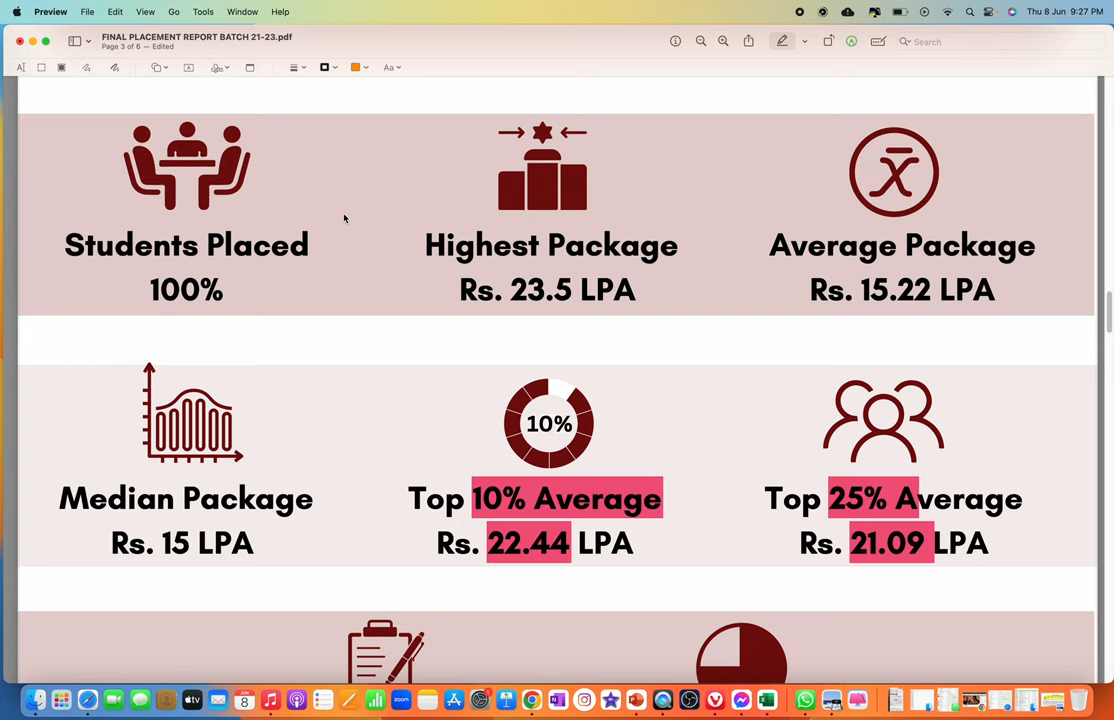 Preview File Edit View Go Tools Window Help Thu 8 Jun 9:27 PM
FINAL PLACEMENT REPORT BATCH 21-23.pdf
Page 3 of 6 — Edited
Search
Aa
Students Placed
100%
Highest Package
Rs. 23.5 LPA
Average Package
Rs. 15.22 LPA
10%
Median Package
Rs. 15 LPA
Top 10% Average
Rs. 22.44 LPA
Top 25% Average
Rs. 21.09 LPA